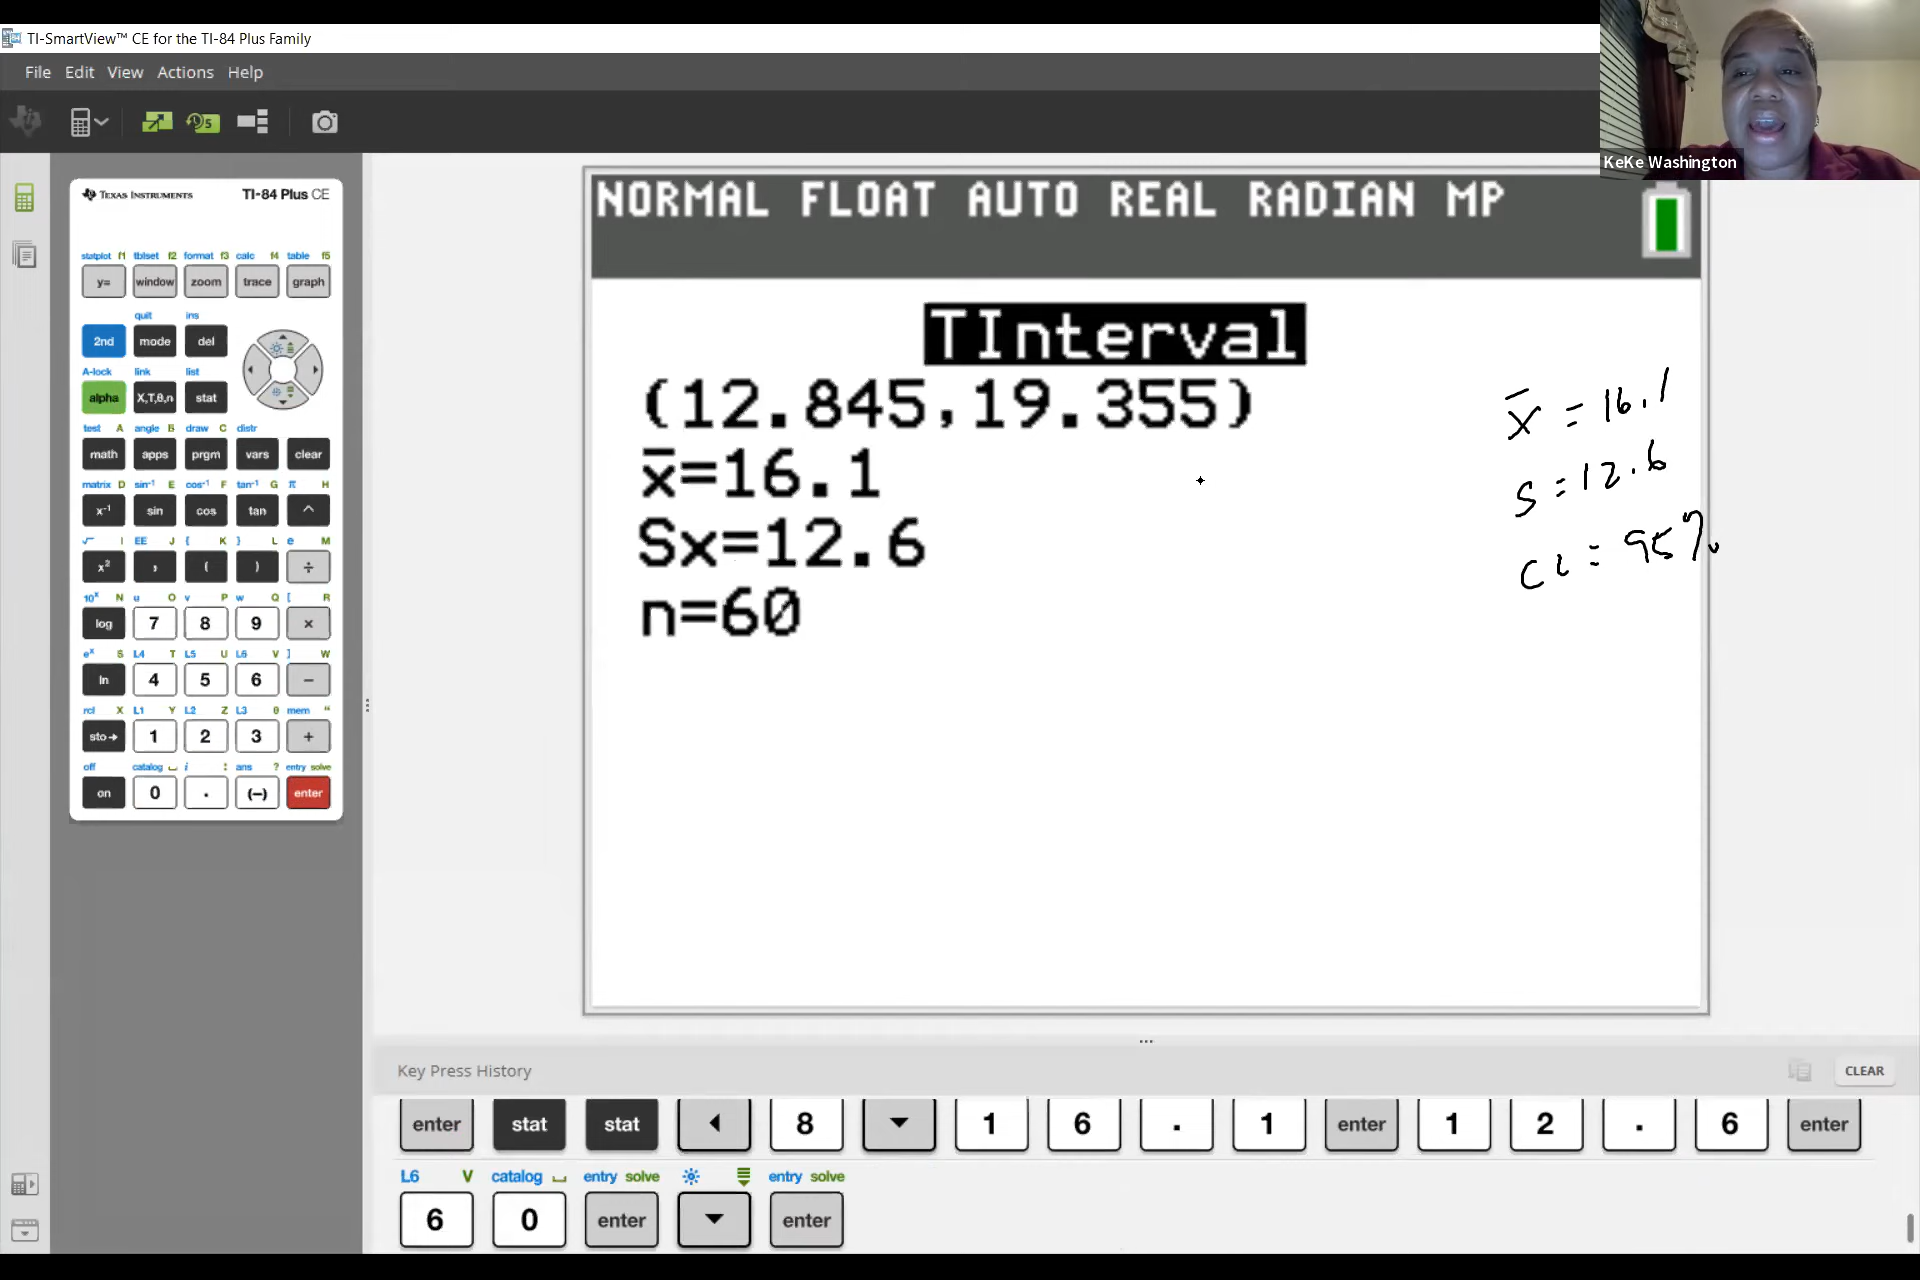 TI-SmartView™ CE for the TI-84 Plus Family
File Edit View Actions Help
KeKe Washington
TEXAS INSTRUMENTS TI-84 Plus CE
statplot f1 tblset f2 format f3 calc f4 table f5
y= window zoom trace graph
quit ins
2nd mode del
A-lock link list
alpha X,T,θ,n stat
test A angle B draw C distr
math apps prgm vars clear
matrix D sin⁻¹ E cos⁻¹ F tan⁻¹ G π H
x⁻¹ sin cos tan ^
√ I EE J { K } L e M
x² , ( ) ÷
10ˣ N u O v P w Q [ R
log 7 8 9 ×
eˣ S L4 T L5 U L6 V ] W
ln 4 5 6 −
rcl X L1 Y L2 Z L3 θ mem "
sto→ 1 2 3 +
off catalog ⎵ i : ans ? entry solve
on 0 . (−) enter
NORMAL FLOAT AUTO REAL RADIAN MP
TInterval
(12.845,19.355)
x̄=16.1
Sx=12.6
n=60
x̄ = 16.1
S = 12.6
CL = 95%
Key Press History
CLEAR
enter stat stat 8 1 6 . 1 enter 1 2 . 6 enter
L6 V catalog ⎵ entry solve entry solve
6 0 enter enter